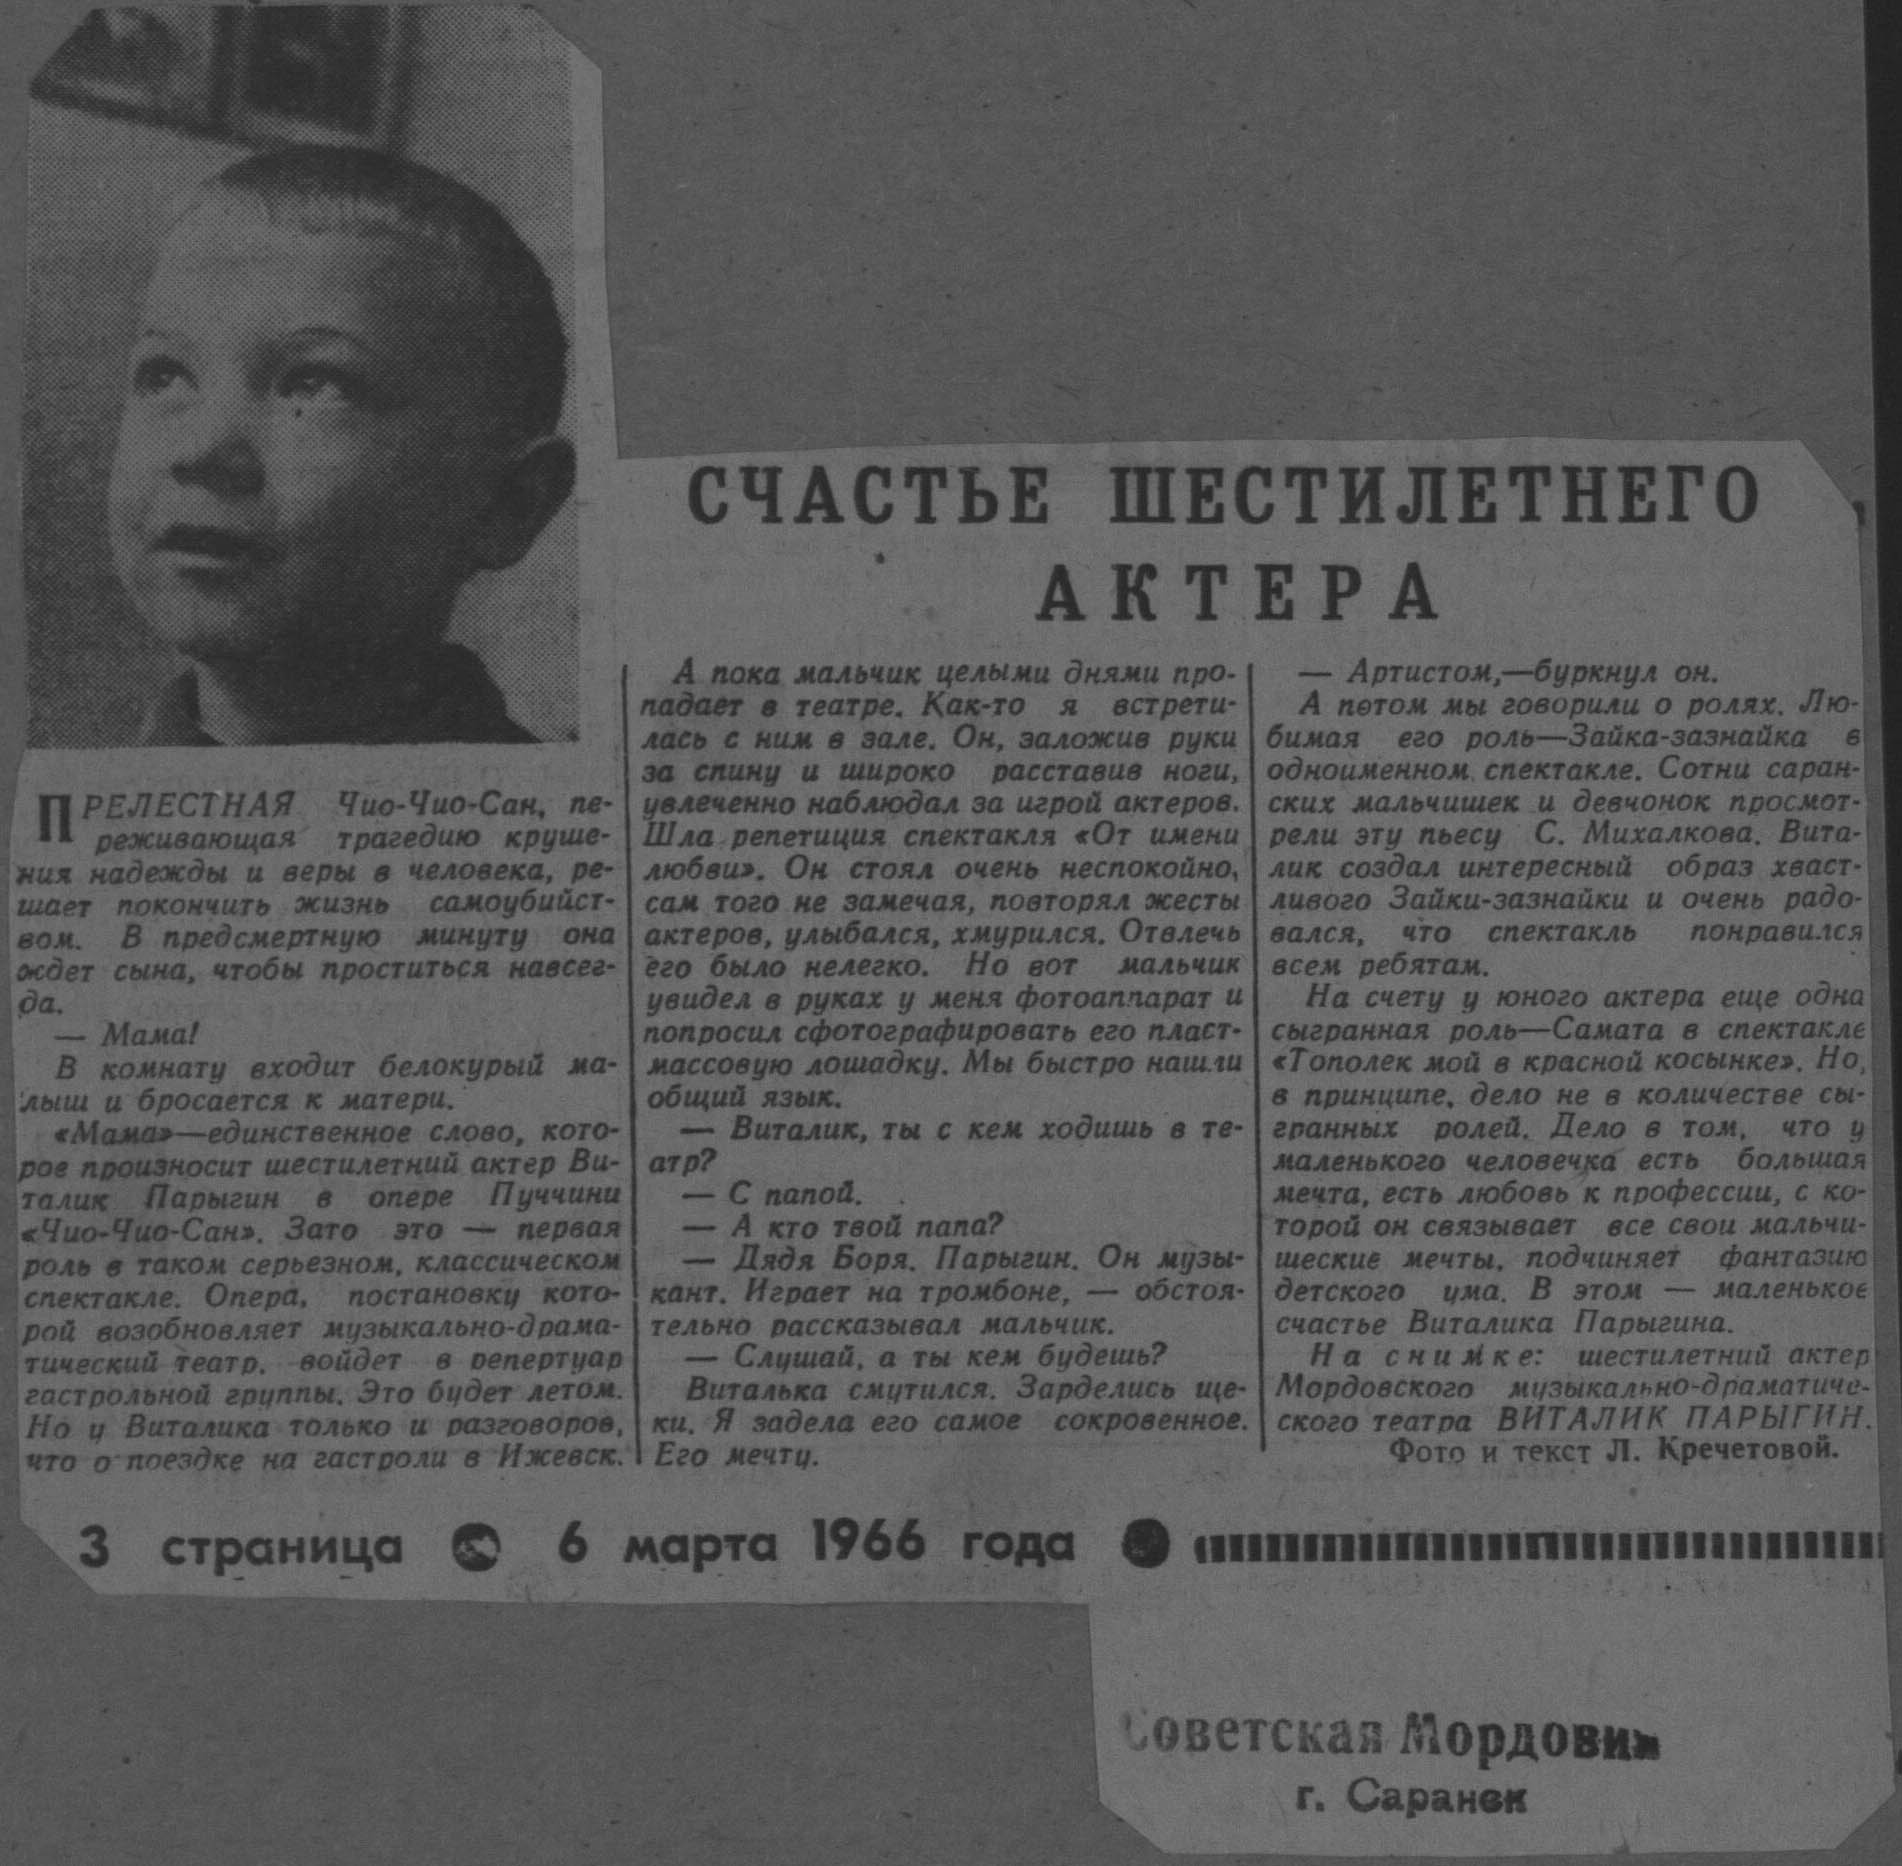 СЧАСТЬЕ ШЕСТИЛЕТНЕГО
АКТЕРА
ПРЕЛЕСТНАЯ Чио-Чио-Сан, пе-
реживающая трагедию круше-
ния надежды и веры в человека, ре-
шает покончить жизнь самоубийст-
вом. В предсмертную минуту она
ждет сына, чтобы проститься навсег-
да.
— Мама!
В комнату входит белокурый ма-
лыш и бросается к матери.
«Мама»—единственное слово, кото-
рое произносит шестилетний актер Ви-
талик Парыгин в опере Пуччини
«Чио-Чио-Сан». Зато это — первая
роль в таком серьезном, классическом
спектакле. Опера, постановку кото-
рой возобновляет музыкально-драма-
тический театр, войдет в репертуар
гастрольной группы. Это будет летом.
Но у Виталика только и разговоров,
что о поездке на гастроли в Ижевск.
А пока мальчик целыми днями про-
падает в театре. Как-то я встрети-
лась с ним в зале. Он, заложив руки
за спину и широко расставив ноги,
увлеченно наблюдал за игрой актеров.
Шла репетиция спектакля «От имени
любви». Он стоял очень неспокойно,
сам того не замечая, повторял жесты
актеров, улыбался, хмурился. Отвлечь
его было нелегко. Но вот мальчик
увидел в руках у меня фотоаппарат и
попросил сфотографировать его пласт-
массовую лошадку. Мы быстро нашли
общий язык.
— Виталик, ты с кем ходишь в те-
атр?
— С папой.
— А кто твой папа?
— Дядя Боря. Парыгин. Он музы-
кант. Играет на тромбоне, — обстоя-
тельно рассказывал мальчик.
— Слушай, а ты кем будешь?
Виталька смутился. Зарделись ще-
ки. Я задела его самое сокровенное.
Его мечту.
— Артистом,—буркнул он.
А потом мы говорили о ролях. Лю-
бимая его роль—Зайка-зазнайка в
одноименном спектакле. Сотни саран-
ских мальчишек и девчонок просмот-
рели эту пьесу С. Михалкова. Вита-
лик создал интересный образ хваст-
ливого Зайки-зазнайки и очень радо-
вался, что спектакль понравился
всем ребятам.
На счету у юного актера еще одна
сыгранная роль—Самата в спектакле
«Тополек мой в красной косынке». Но,
в принципе, дело не в количестве сы-
гранных ролей. Дело в том, что у
маленького человечка есть большая
мечта, есть любовь к профессии, с ко-
торой он связывает все свои мальчи-
шеские мечты, подчиняет фантазию
детского ума. В этом — маленькое
счастье Виталика Парыгина.
На снимке: шестилетний актер
Мордовского музыкально-драматиче-
ского театра ВИТАЛИК ПАРЫГИН.
Фото и текст Л. Кречетовой.
3 страница 6 марта 1966 года
Советская Мордовия
г. Саранск